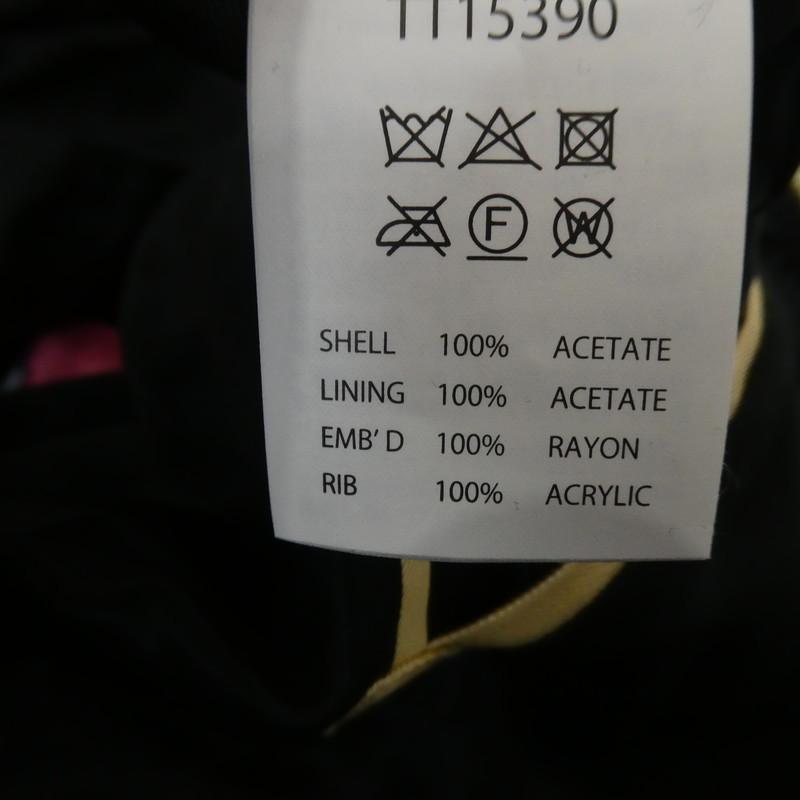 TT15390
F W
SHELL 100% ACETATE
LINING 100% ACETATE
EMB'D 100% RAYON
RIB 100% ACRYLIC